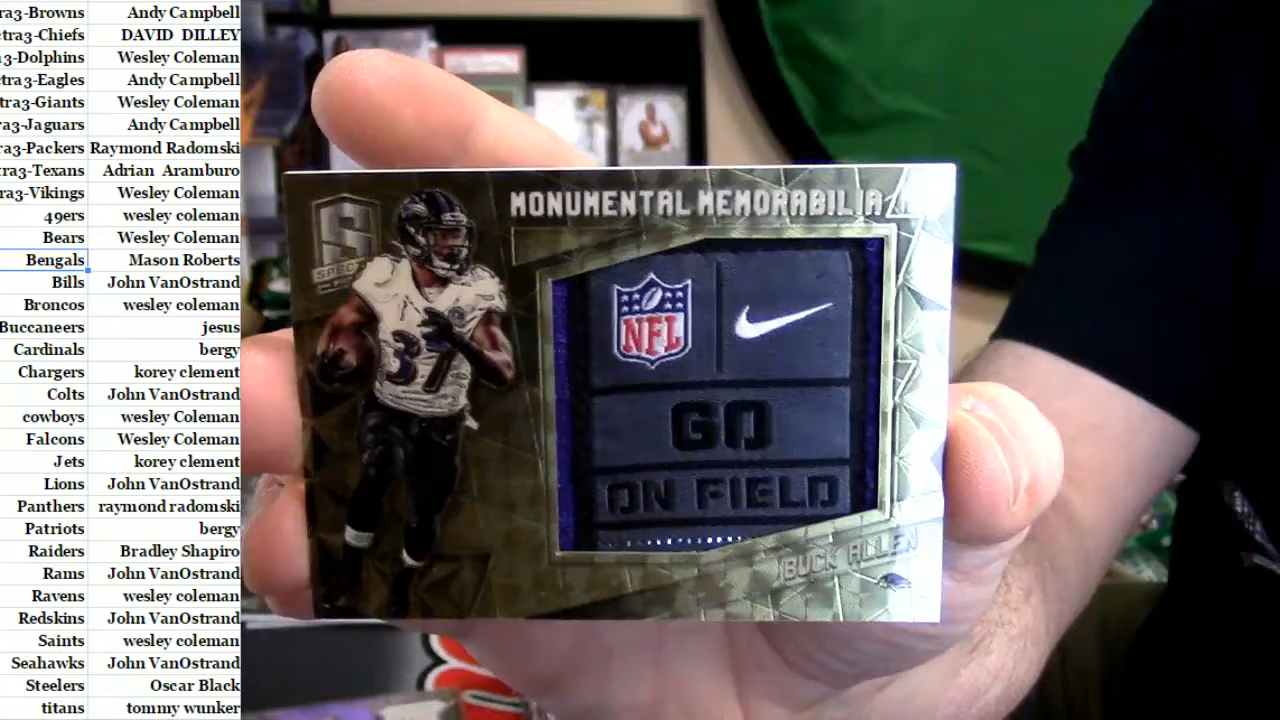 ra3-Browns Andy Campbell
tra3-Chiefs DAVID DILLEY
a3-Dolphins Wesley Coleman
ctra3-Eagles Andy Campbell
tra3-Giants Wesley Coleman
ra3-Jaguars Andy Campbell
tra3-Packers Raymond Radomski
tra3-Texans Adrian Aramburo
ra3-Vikings Wesley Coleman
49ers wesley coleman
Bears Wesley Coleman
Bengals Mason Roberts
Bills John VanOstrand
Broncos wesley coleman
Buccaneers jesus
Cardinals bergy
Chargers korey clement
Colts John VanOstrand
cowboys wesley Coleman
Falcons Wesley Coleman
Jets korey clement
Lions John VanOstrand
Panthers raymond radomski
Patriots bergy
Raiders Bradley Shapiro
Rams John VanOstrand
Ravens wesley coleman
Redskins John VanOstrand
Saints wesley coleman
Seahawks John VanOstrand
Steelers Oscar Black
titans tommy wunker
MONUMENTAL MEMORABILIA
S
SPECT
37
NFL
GO
ON FIELD
BUCK ALLEN